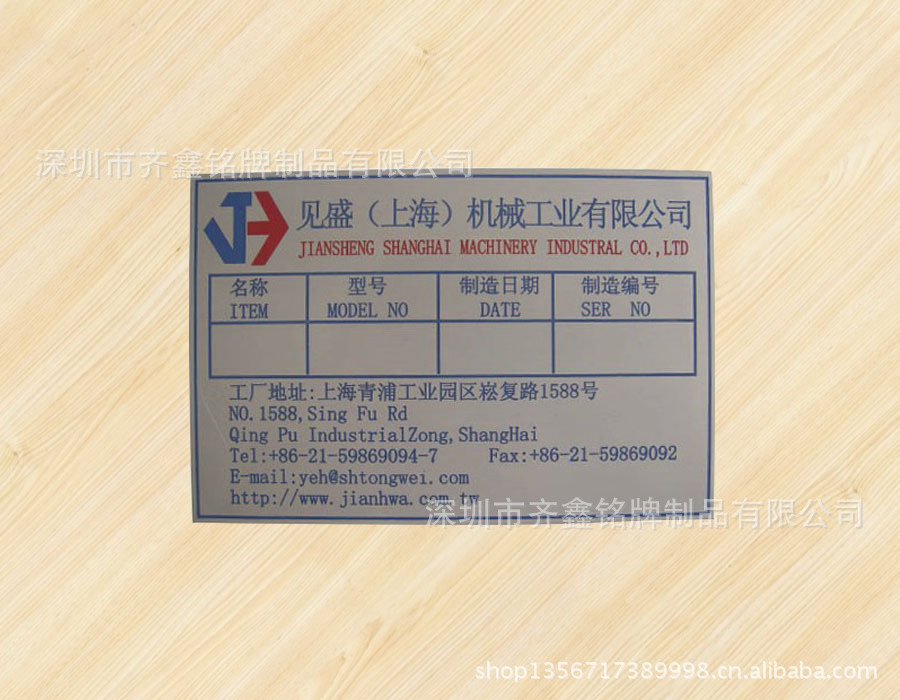 深圳市齐鑫铭牌制品有限公司
见盛（上海）机械工业有限公司
JIANSHENG SHANGHAI MACHINERY INDUSTRAL CO.,LTD
名称 型号 制造日期 制造编号
ITEM MODEL NO DATE SER NO
工厂地址:上海青浦工业园区崧复路1588号
NO.1588,Sing Fu Rd
Qing Pu IndustrialZong,ShangHai
Tel:+86-21-59869094-7 Fax:+86-21-59869092
E-mail:yeh@shtongwei.com
http://www.jianhwa.com.tw
深圳市齐鑫铭牌制品有限公司
shop1356717389998.cn.alibaba.com